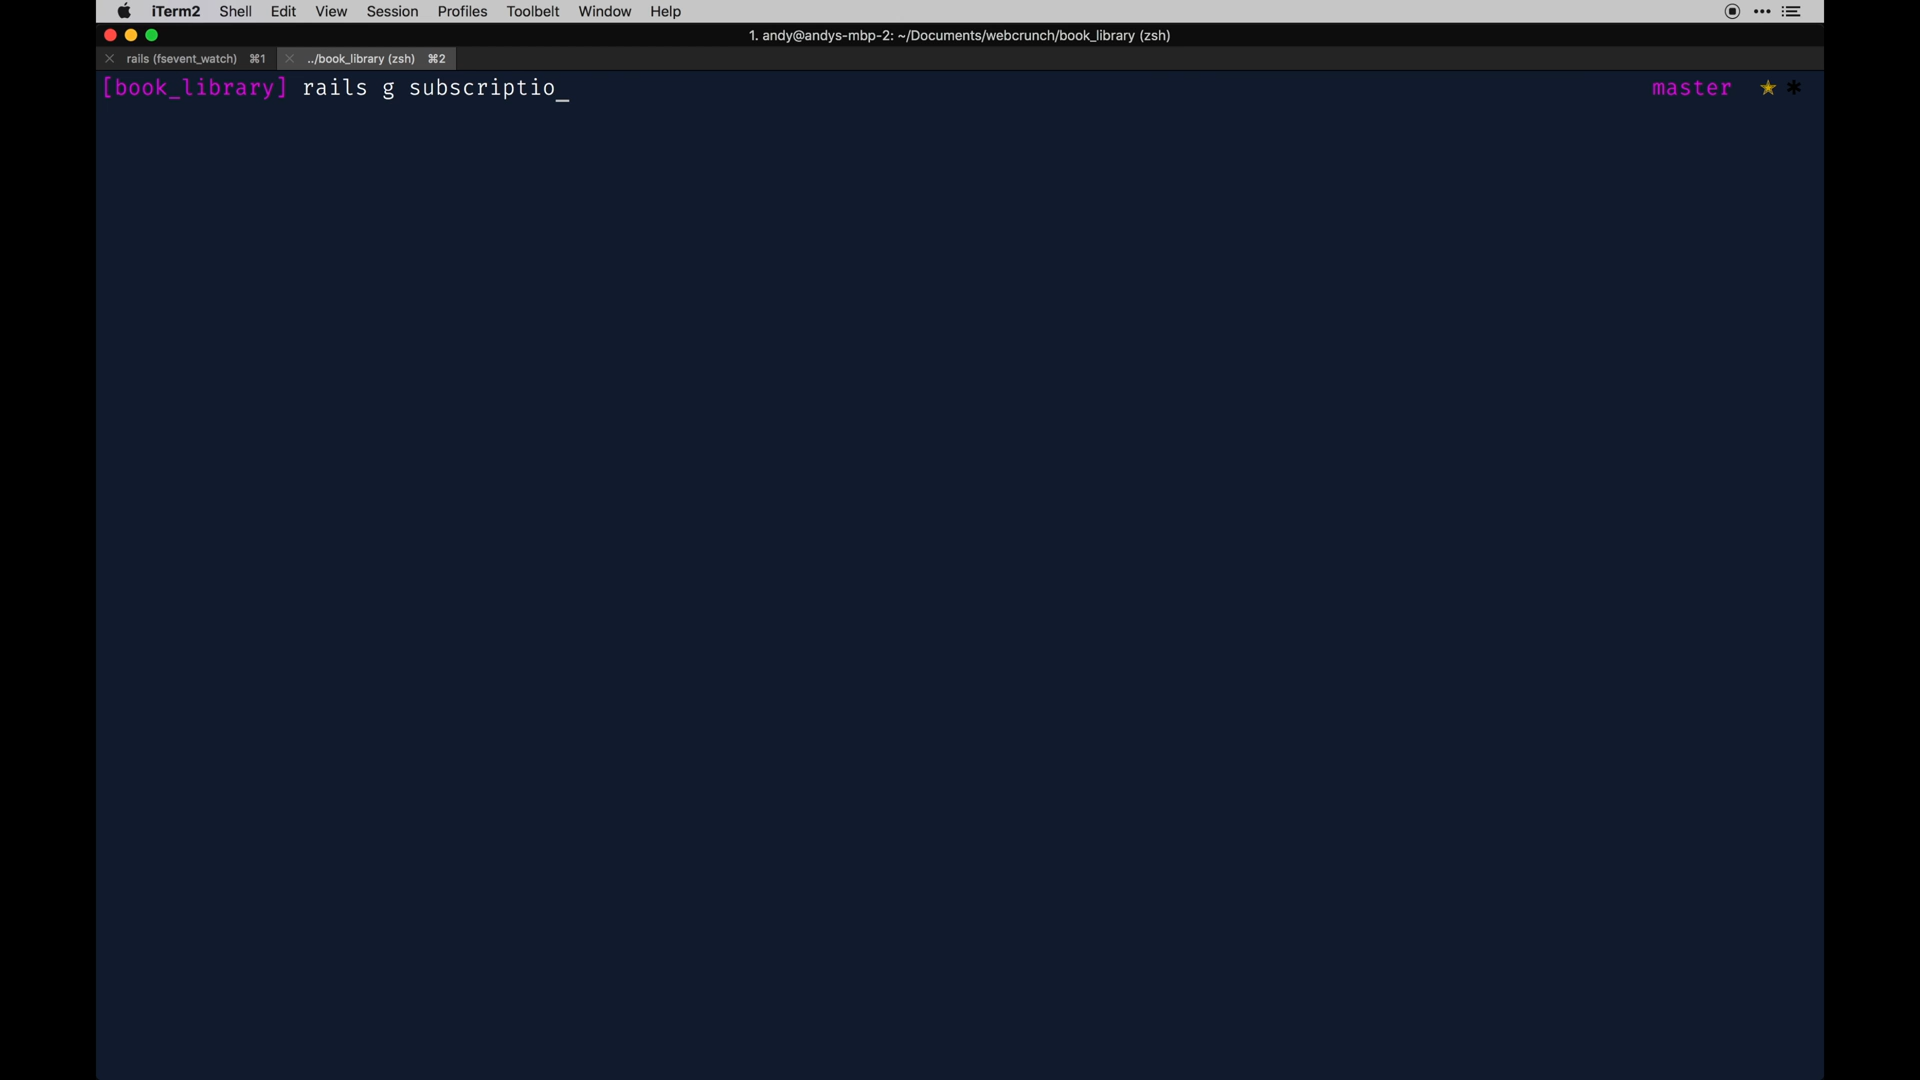 iTerm2 Shell Edit View Session Profiles Toolbelt Window Help
1. andy@andys-mbp-2: ~/Documents/webcrunch/book_library (zsh)
rails (fsevent_watch) ⌘1 ../book_library (zsh) ⌘2
[book_library] rails g subscriptio_ master ★ *